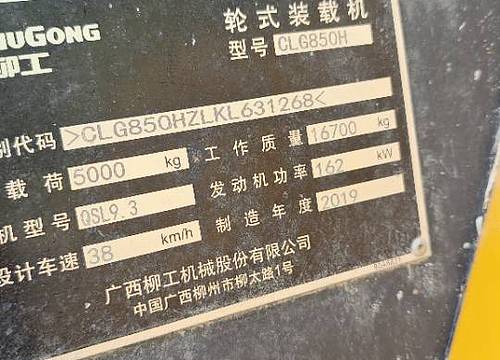 轮式装载机
iuGong
柳工
型号 CLG850H
制代码 >CLG850HZLKL631268<
载荷 5000 kg 工作质量 16700 kg
机型号 QSL9.3 发动机功率 162 kW
设计车速 38 km/h 制造年度 2019
广西柳工机械股份有限公司
中国广西柳州市柳太路1号